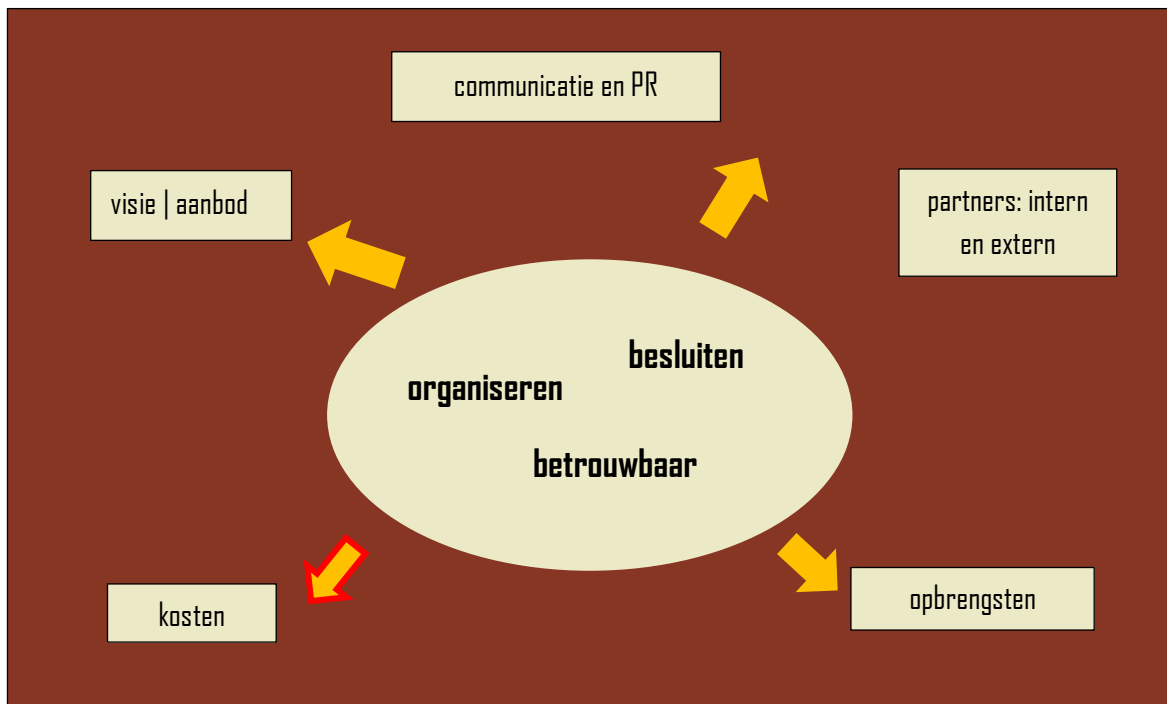 communicatie en PR
visie | aanbod
partners: intern
en extern
besluiten
organiseren
betrouwbaar
kosten
opbrengsten